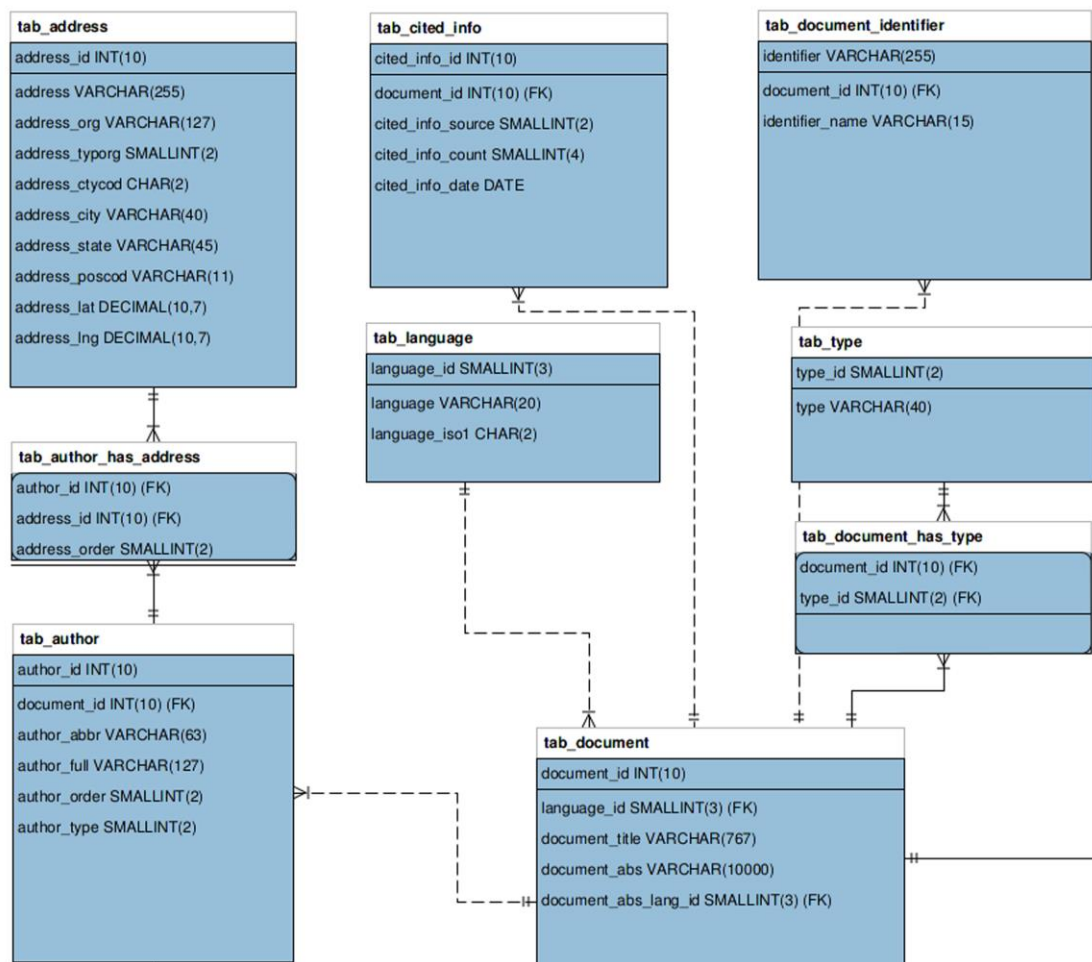 tab_address
address_id INT(10)
address VARCHAR(255)
address_org VARCHAR(127)
address_typorg SMALLINT(2)
address_ctycod CHAR(2)
address_city VARCHAR(40)
address_state VARCHAR(45)
address_poscod VARCHAR(11)
address_lat DECIMAL(10,7)
address_lng DECIMAL(10,7)
tab_cited_info
cited_info_id INT(10)
document_id INT(10) (FK)
cited_info_source SMALLINT(2)
cited_info_count SMALLINT(4)
cited_info_date DATE
tab_document_identifier
identifier VARCHAR(255)
document_id INT(10) (FK)
identifier_name VARCHAR(15)
tab_language
language_id SMALLINT(3)
language VARCHAR(20)
language_iso1 CHAR(2)
tab_type
type_id SMALLINT(2)
type VARCHAR(40)
tab_author_has_address
author_id INT(10) (FK)
address_id INT(10) (FK)
address_order SMALLINT(2)
tab_document_has_type
document_id INT(10) (FK)
type_id SMALLINT(2) (FK)
tab_author
author_id INT(10)
document_id INT(10) (FK)
author_abbr VARCHAR(63)
author_full VARCHAR(127)
author_order SMALLINT(2)
author_type SMALLINT(2)
tab_document
document_id INT(10)
language_id SMALLINT(3) (FK)
document_title VARCHAR(767)
document_abs VARCHAR(10000)
document_abs_lang_id SMALLINT(3) (FK)